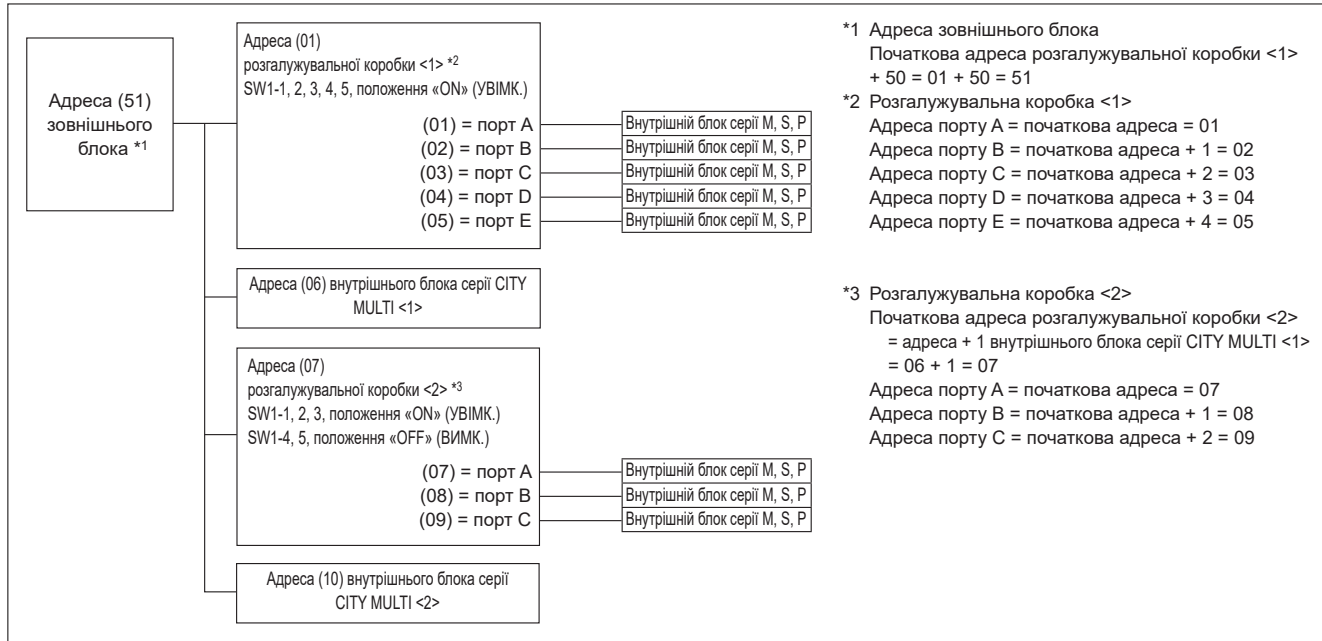 Адреса (51)
зовнішнього
блока *1
Адреса (01)
розгалужувальної коробки <1> *2
SW1-1, 2, 3, 4, 5, положення «ON» (УВІМК.)
(01) = порт A
(02) = порт B
(03) = порт C
(04) = порт D
(05) = порт E
Внутрішній блок серії M, S, P
Внутрішній блок серії M, S, P
Внутрішній блок серії M, S, P
Внутрішній блок серії M, S, P
Внутрішній блок серії M, S, P
Адреса (06) внутрішнього блока серії CITY
MULTI <1>
Адреса (07)
розгалужувальної коробки <2> *3
SW1-1, 2, 3, положення «ON» (УВІМК.)
SW1-4, 5, положення «OFF» (ВИМК.)
(07) = порт A
(08) = порт B
(09) = порт C
Внутрішній блок серії M, S, P
Внутрішній блок серії M, S, P
Внутрішній блок серії M, S, P
Адреса (10) внутрішнього блока серії
CITY MULTI <2>
*1 Адреса зовнішнього блока
Початкова адреса розгалужувальної коробки <1>
+ 50 = 01 + 50 = 51
*2 Розгалужувальна коробка <1>
Адреса порту A = початкова адреса = 01
Адреса порту B = початкова адреса + 1 = 02
Адреса порту C = початкова адреса + 2 = 03
Адреса порту D = початкова адреса + 3 = 04
Адреса порту E = початкова адреса + 4 = 05
*3 Розгалужувальна коробка <2>
Початкова адреса розгалужувальної коробки <2>
= адреса + 1 внутрішнього блока серії CITY MULTI <1>
= 06 + 1 = 07
Адреса порту A = початкова адреса = 07
Адреса порту B = початкова адреса + 1 = 08
Адреса порту C = початкова адреса + 2 = 09